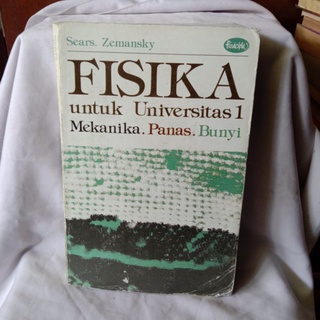 Sears. Zemansky
FISIKA
untuk Universitas 1
Mekanika. Panas. Bunyi